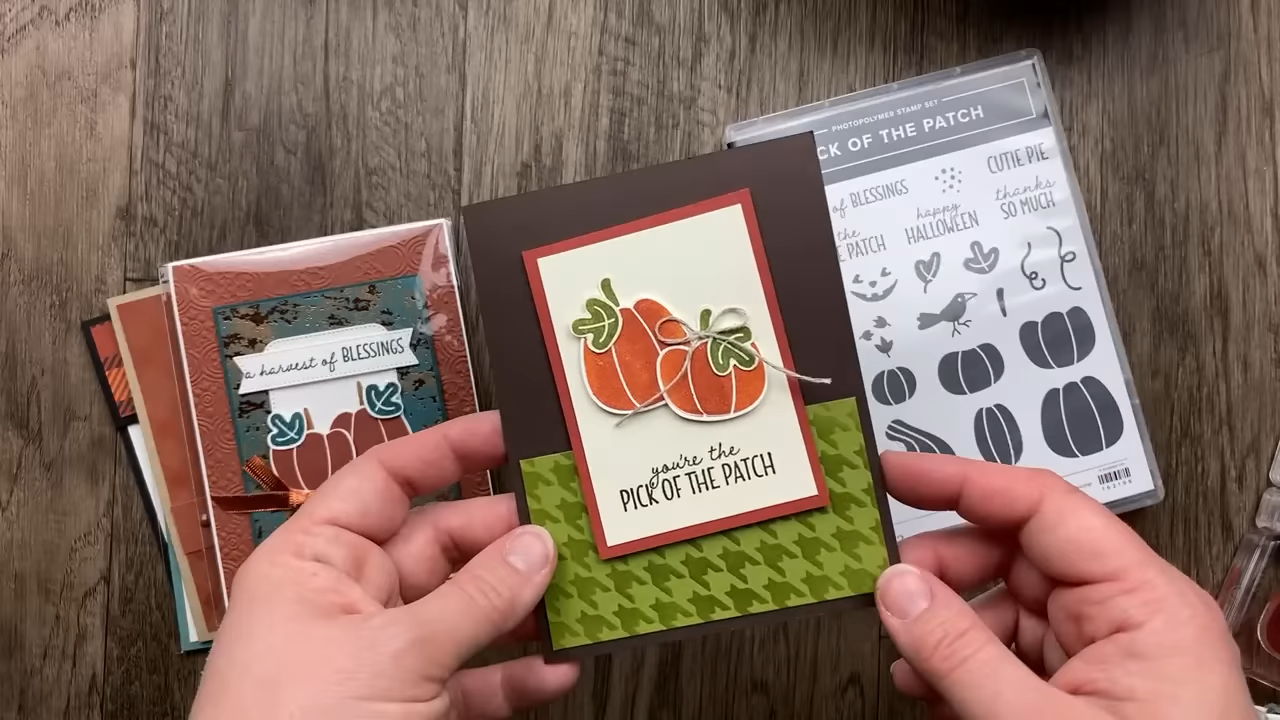 PHOTOPOLYMER STAMP SET
CK OF THE PATCH
CUTIE PIE
of BLESSINGS
thanks
SO MUCH
happy
HALLOWEEN
the
E PATCH
a harvest of BLESSINGS
you're the
PICK OF THE PATCH